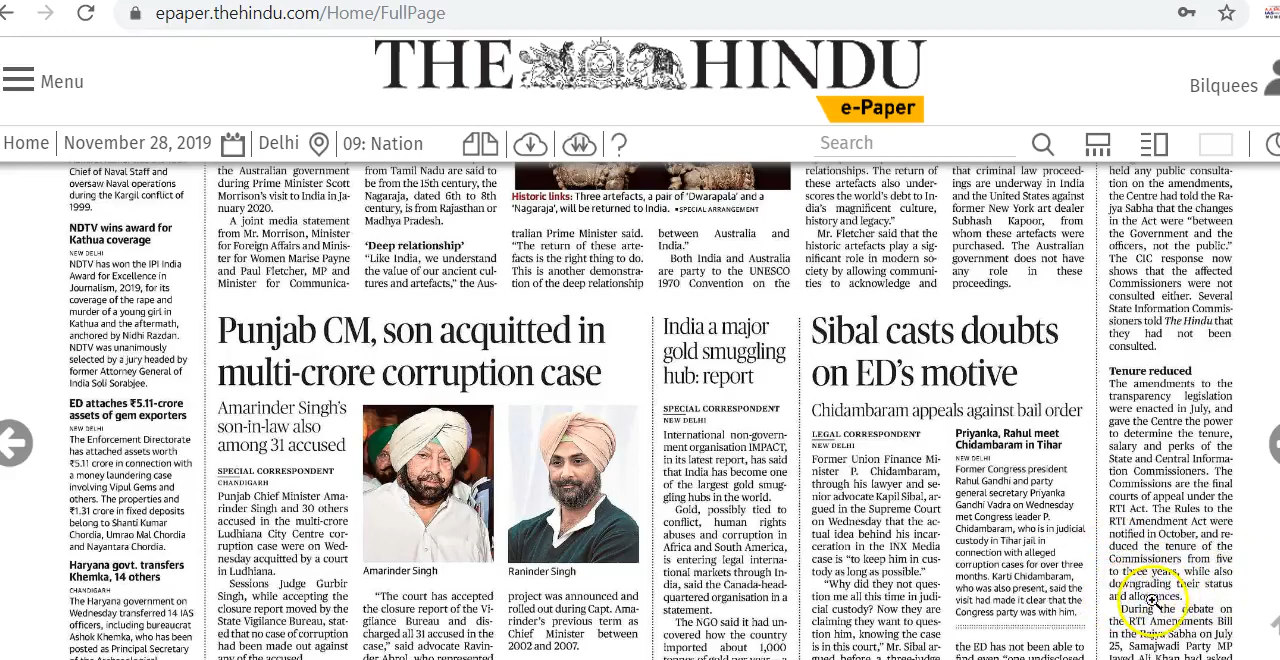 epaper.thehindu.com/Home/FullPage
THE HINDU
e-Paper
Menu
Bilquees
Home
November 28, 2019
Delhi
09: Nation
?
Search
Chief of Naval Staff and
oversaw Naval operations
during the Kargil conflict of
1999.
NDTV wins award for
Kathua coverage
NEW DELHI
NDTV has won the IPI India
Award for Excellence in
Journalism, 2019, for its
coverage of the rape and
murder of a young girl in
Kathua and the aftermath,
anchored by Nidhi Razdan.
NDTV was unanimously
selected by a jury headed by
former Attorney General of
India Soli Sorabjee.
ED attaches ₹5.11-crore
assets of gem exporters
NEW DELHI
The Enforcement Directorate
has attached assets worth
₹5.11 crore in connection with
a money laundering case
involving Vipul Gems and
others. The properties and
₹1.31 crore in fixed deposits
belong to Shanti Kumar
Chordia, Umrao Mal Chordia
and Nayantara Chordia.
Haryana govt. transfers
Khemka, 14 others
CHANDIGARH
The Haryana government on
Wednesday transferred 14 IAS
officers, including bureaucrat
Ashok Khemka, who has been
posted as Principal Secretary
the Australian government
during Prime Minister Scott
Morrison's visit to India in Ja-
nuary 2020.
A joint media statement
from Mr. Morrison, Minister
for Foreign Affairs and Minis-
ter for Women Marise Payne
and Paul Fletcher, MP and
Minister for Communica-
from Tamil Nadu are said to
be from the 15th century, the
Nagaraja, dated 6th to 8th
century, is from Rajasthan or
Madhya Pradesh.
'Deep relationship'
"Like India, we understand
the value of our ancient cul-
tures and artefacts," the Aus-
Historic links: Three artefacts, a pair of 'Dwarapala' and a
'Nagaraja', will be returned to India. ▪SPECIAL ARRANGEMENT
tralian Prime Minister said.
"The return of these arte-
facts is the right thing to do.
This is another demonstra-
tion of the deep relationship
between Australia and
India."
Both India and Australia
are party to the UNESCO
1970 Convention on the
relationships. The return of
these artefacts also under-
scores the world's debt to In-
dia's magnificent culture,
history and legacy."
Mr. Fletcher said that the
historic artefacts play a sig-
nificant role in modern so-
ciety by allowing communi-
ties to acknowledge and
that criminal law proceed-
ings are underway in India
and the United States against
former New York art dealer
Subhash Kapoor, from
whom these artefacts were
purchased. The Australian
government does not have
any role in these
proceedings.
held any public consulta-
tion on the amendments,
the Centre had told the Ra-
jya Sabha that the changes
in the Act were "between
the Government and the
officers, not the public."
The CIC response now
shows that the affected
Commissioners were not
consulted either. Several
State Information Commis-
sioners told The Hindu that
they had not been
consulted.
Tenure reduced
The amendments to the
transparency legislation
were enacted in July, and
gave the Centre the power
to determine the tenure,
salary and perks of the
State and Central Informa-
tion Commissioners. The
Commissioners are the final
courts of appeal under the
RTI Act. The Rules to the
RTI Amendment Act were
notified in October, and re-
duced the tenure of the
Commissioners from five
to three years, while also
downgrading their status
and allowances.
During the debate on
the RTI Amendments Bill
in the Rajya Sabha on July
25, Samajwadi Party MP
Javed Ali Khan had asked
Punjab CM, son acquitted in
multi-crore corruption case
Amarinder Singh's
son-in-law also
among 31 accused
SPECIAL CORRESPONDENT
CHANDIGARH
Punjab Chief Minister Ama-
rinder Singh and 30 others
accused in the multi-crore
Ludhiana City Centre cor-
ruption case were on Wed-
nesday acquitted by a court
in Ludhiana.
Sessions Judge Gurbir
Singh, while accepting the
closure report moved by the
State Vigilance Bureau, stat-
ed that no case of corruption
had been made out against
any of the accused.
Amarinder Singh
Raninder Singh
"The court has accepted
the closure report of the Vi-
gilance Bureau and dis-
charged all 31 accused in the
case," said advocate Ravin-
der Abrol, who represented
project was announced and
rolled out during Capt. Ama-
rinder's previous term as
Chief Minister between
2002 and 2007.
India a major
gold smuggling
hub: report
SPECIAL CORRESPONDENT
NEW DELHI
International non-govern-
ment organisation IMPACT,
in its latest report, has said
that India has become one
of the largest gold smug-
gling hubs in the world.
Gold, possibly tied to
conflict, human rights
abuses and corruption in
Africa and South America,
is entering legal interna-
tional markets through In-
dia, said the Canada-head-
quartered organisation in a
statement.
The NGO said it had un-
covered how the country
imported about 1,000
Sibal casts doubts
on ED's motive
Chidambaram appeals against bail order
LEGAL CORRESPONDENT
NEW DELHI
Former Union Finance Mi-
nister P. Chidambaram,
through his lawyer and se-
nior advocate Kapil Sibal, ar-
gued in the Supreme Court
on Wednesday that the ac-
tual idea behind his incar-
ceration in the INX Media
case is "to keep him in cus-
tody as long as possible."
"Why did they not ques-
tion me all this time in judi-
cial custody? Now they are
claiming they want to ques-
tion him, knowing the case
is in this court," Mr. Sibal ar-
gued before a three-judge
Priyanka, Rahul meet
Chidambaram in Tihar
NEW DELHI
Former Congress president
Rahul Gandhi and party
general secretary Priyanka
Gandhi Vadra on Wednesday
met Congress leader P.
Chidambaram, who is in judicial
custody in Tihar jail in
connection with alleged
corruption cases for over three
months. Karti Chidambaram,
who was also present, said the
visit had made it clear that the
Congress party was with him.
the ED has not been able to
find even "one undisclosed